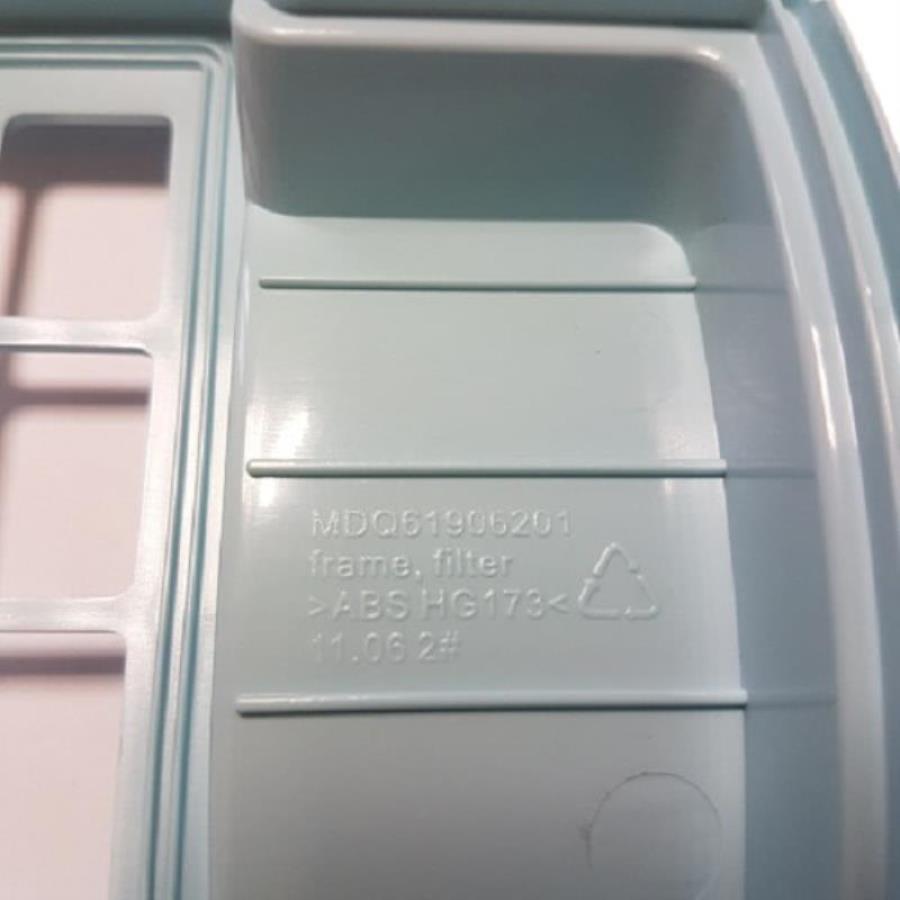 MDQ61906201
frame, filter
>ABS HG173<
11.06 2#